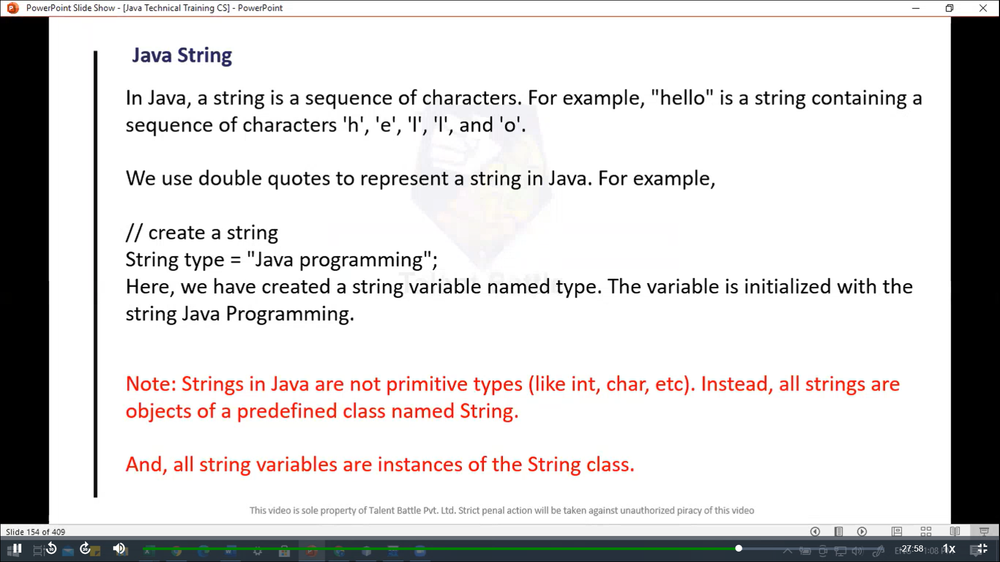 PowerPoint Slide Show - [Java Technical Training CS] - PowerPoint
Java String
In Java, a string is a sequence of characters. For example, "hello" is a string containing a
sequence of characters 'h', 'e', 'l', 'l', and 'o'.
We use double quotes to represent a string in Java. For example,
// create a string
String type = "Java programming";
Here, we have created a string variable named type. The variable is initialized with the
string Java Programming.
Note: Strings in Java are not primitive types (like int, char, etc). Instead, all strings are
objects of a predefined class named String.
And, all string variables are instances of the String class.
Talent Battle
This video is sole property of Talent Battle Pvt. Ltd. Strict penal action will be taken against unauthorized piracy of this video
Slide 154 of 409
10
30
-27:58
1x